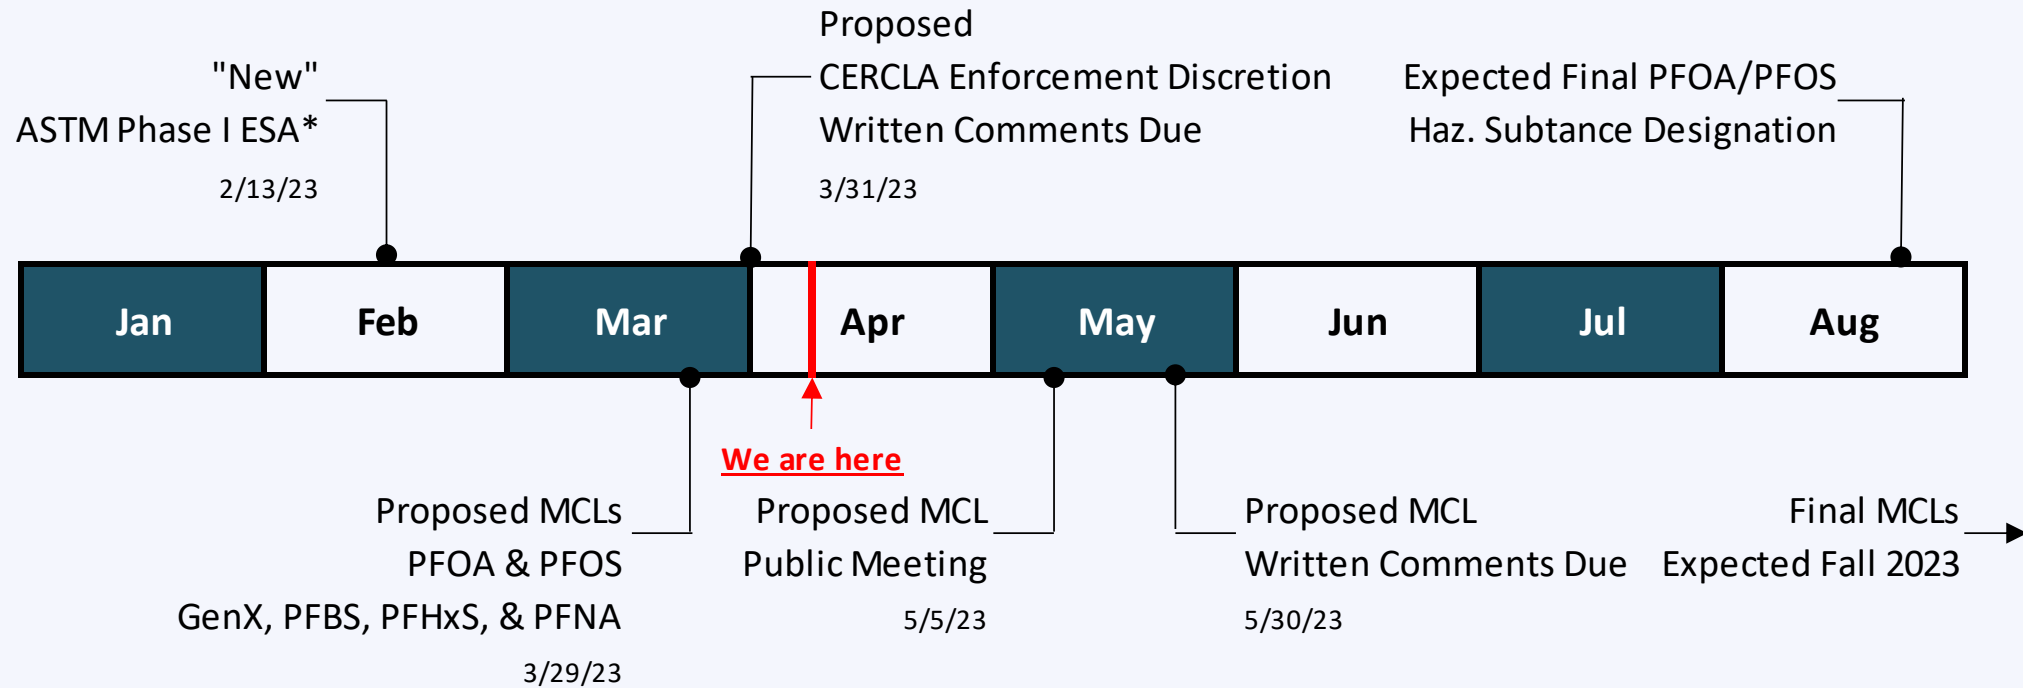 "New"
ASTM Phase I ESA*
2/13/23
Proposed
CERCLA Enforcement Discretion
Written Comments Due
3/31/23
Expected Final PFOA/PFOS
Haz. Subtance Designation
Jan
Feb
Mar
Apr
May
Jun
Jul
Aug
We are here
Proposed MCLs
PFOA & PFOS
GenX, PFBS, PFHxS, & PFNA
3/29/23
Proposed MCL
Public Meeting
5/5/23
Proposed MCL
Written Comments Due
5/30/23
Final MCLs
Expected Fall 2023